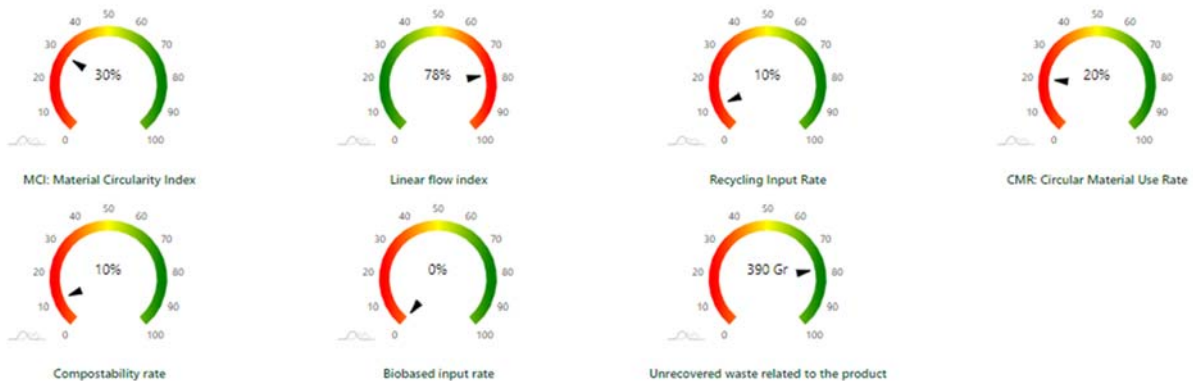 50 50 50 50
40 60 40 60 40 60 40 60
30 70 30 70 30 70 30 70
20 30% 80 20 78% 80 20 10% 80 20 20% 80
10 90 10 90 10 90 10 90
0 100 0 100 0 100 0 100
MCI: Material Circularity Index Linear flow index Recycling Input Rate CMR: Circular Material Use Rate
50 50 50
40 60 40 60 40 60
30 70 30 70 30 70
20 10% 80 20 0% 80 20 390 Gr 80
10 90 10 90 10 90
0 100 0 100 0 100
Compostability rate Biobased input rate Unrecovered waste related to the product